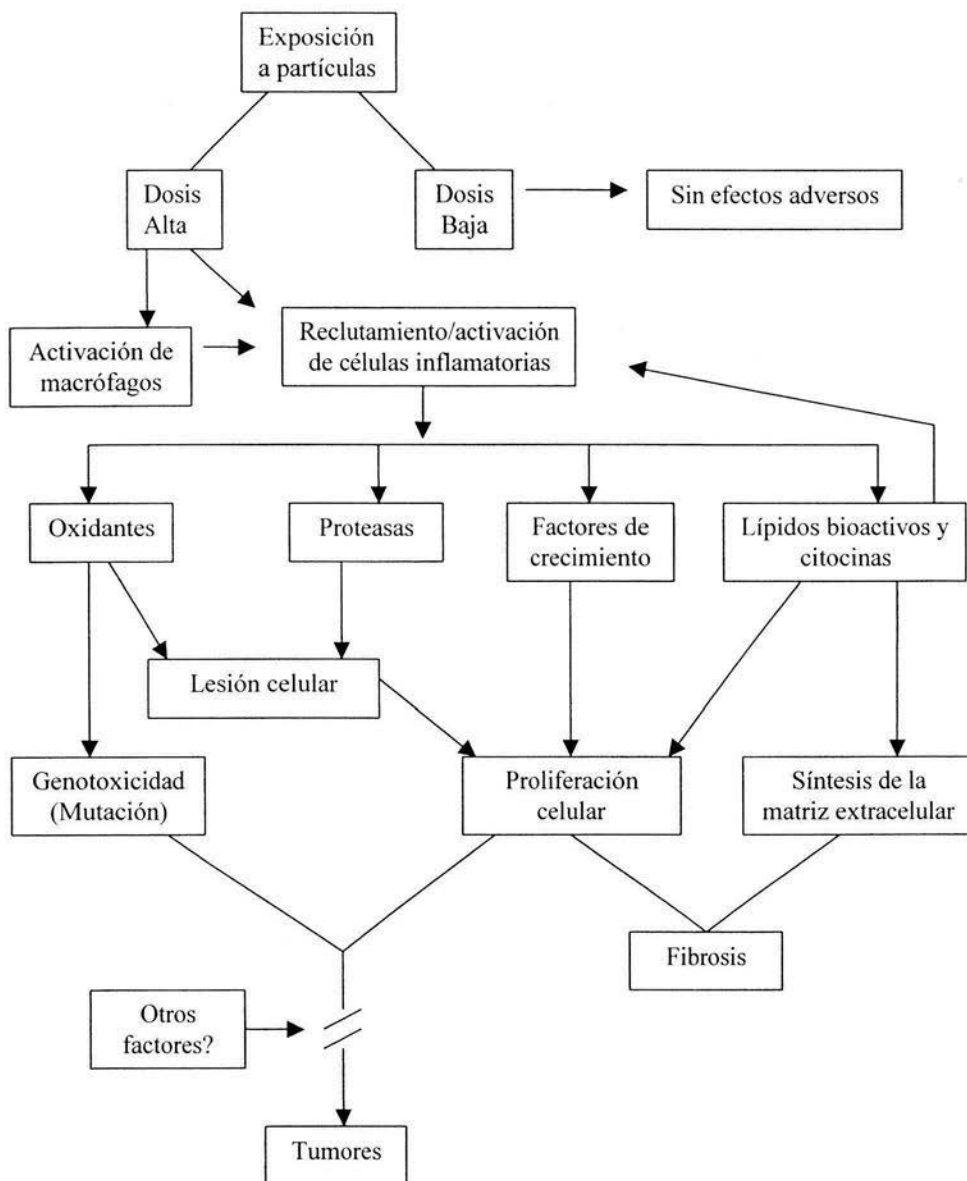 Exposición
a partículas
Dosis
Alta
Dosis
Baja
Sin efectos adversos
Activación de
macrófagos
Reclutamiento/activación
de células inflamatorias
Oxidantes
Proteasas
Factores de
crecimiento
Lípidos bioactivos y
citocinas
Lesión celular
Genotoxicidad
(Mutación)
Proliferación
celular
Síntesis de la
matriz extracelular
Fibrosis
Otros
factores?
Tumores